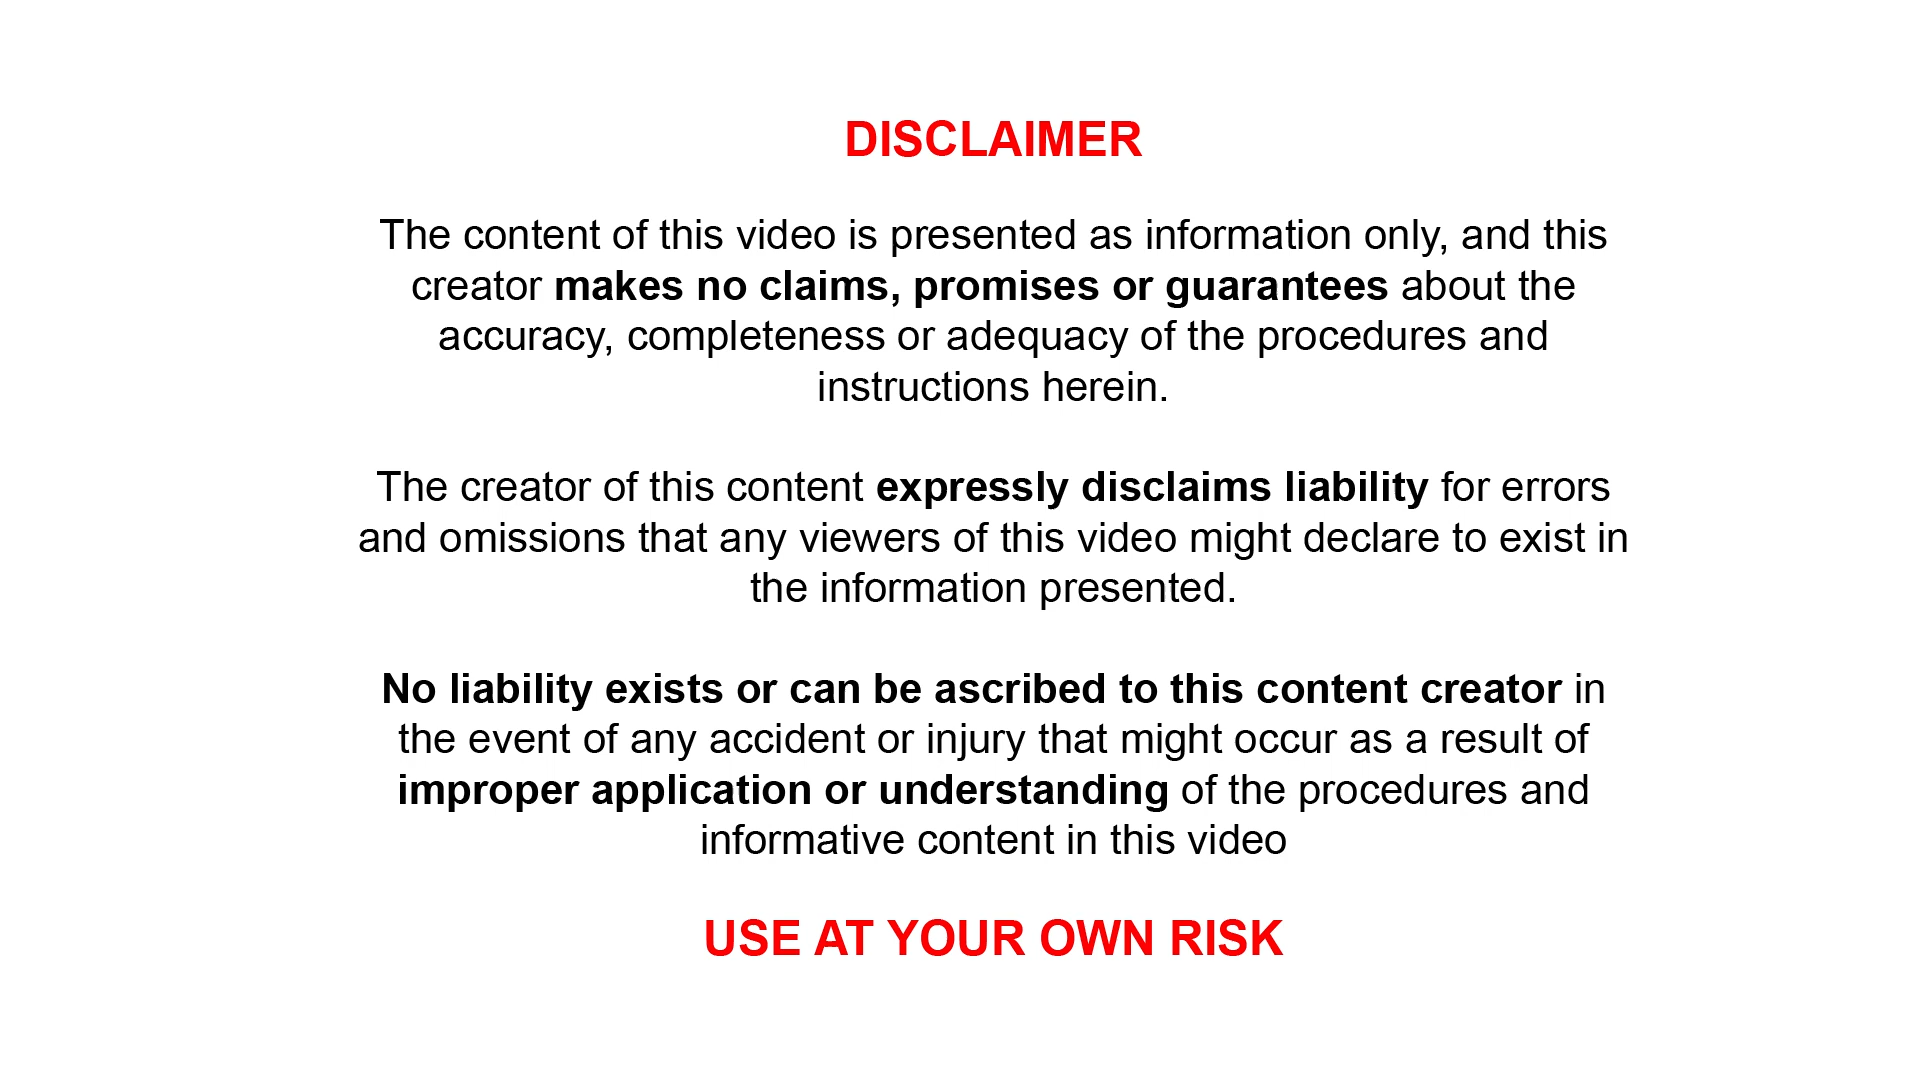 DISCLAIMER
The content of this video is presented as information only, and this
creator makes no claims, promises or guarantees about the
accuracy, completeness or adequacy of the procedures and
instructions herein.
The creator of this content expressly disclaims liability for errors
and omissions that any viewers of this video might declare to exist in
the information presented.
No liability exists or can be ascribed to this content creator in
the event of any accident or injury that might occur as a result of
improper application or understanding of the procedures and
informative content in this video
USE AT YOUR OWN RISK